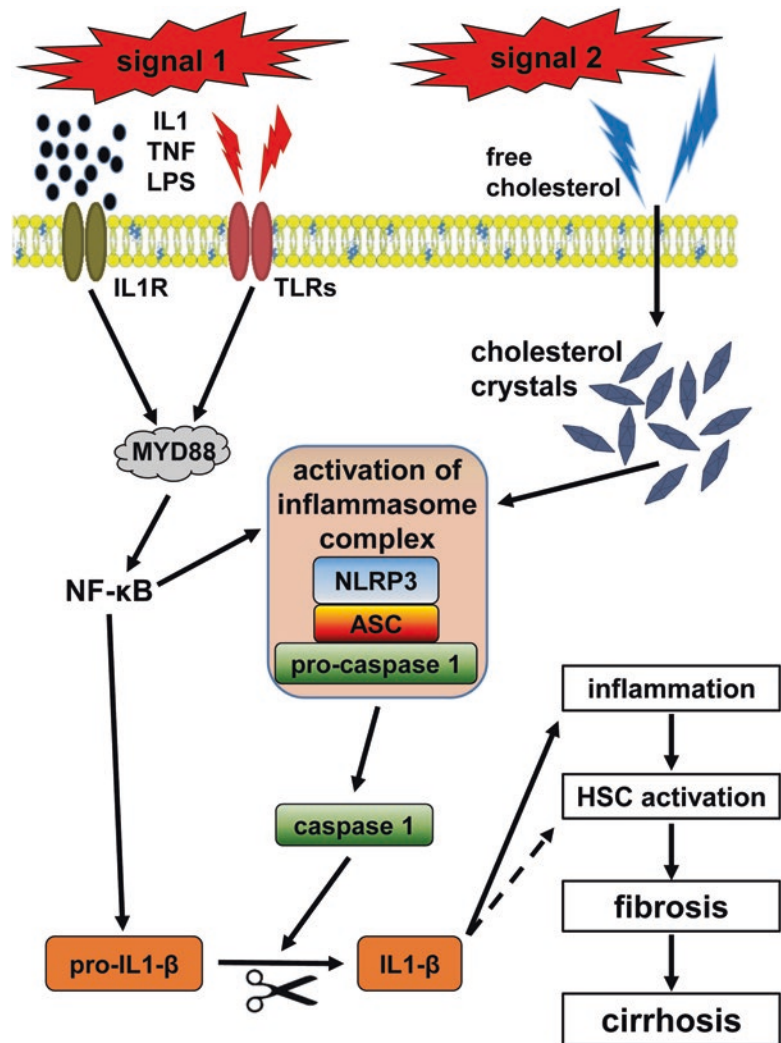 signal 1
signal 2
IL1
TNF
LPS
free
cholesterol
IL1R
TLRs
cholesterol
crystals
MYD88
activation of
inflammasome
complex
NLRP3
NF-κB
ASC
pro-caspase 1
inflammation
HSC activation
caspase 1
fibrosis
pro-IL1-β
IL1-β
cirrhosis